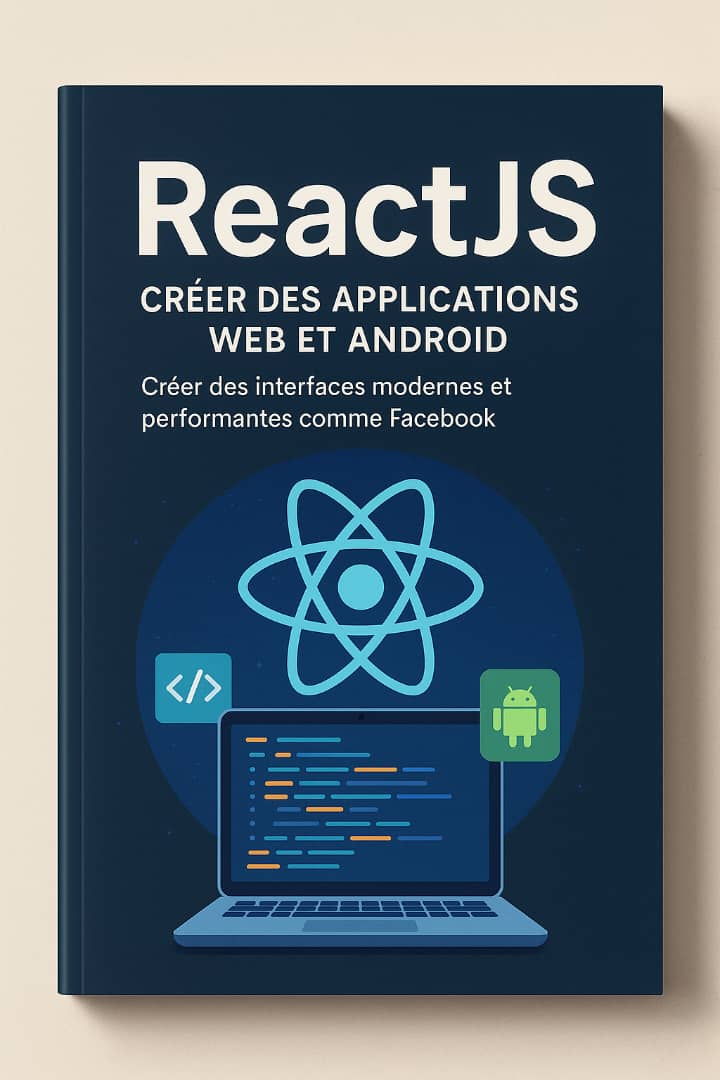 ReactJS
CRÉER DES APPLICATIONS
WEB ET ANDROID
Créer des interfaces modernes et
performantes comme Facebook
</>